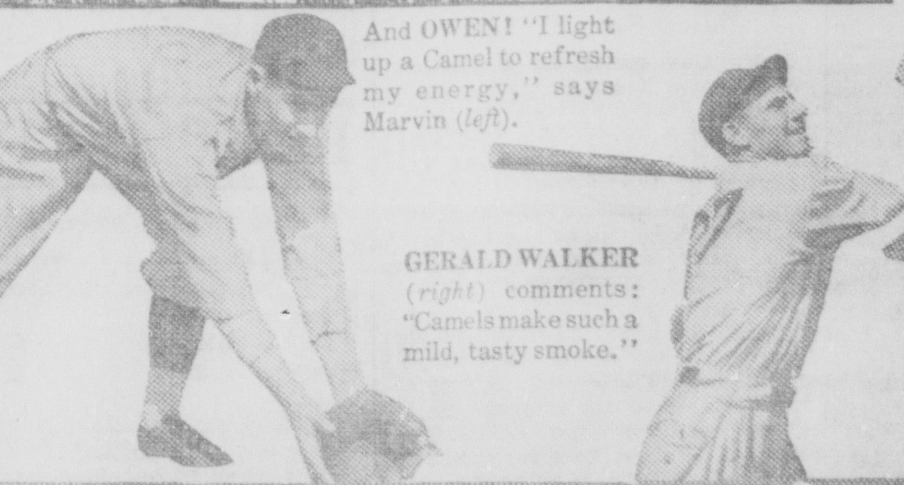 And OWEN! "I light
up a Camel to refresh
my energy," says
Marvin (left).
GERALD WALKER
(right) comments:
"Camels make such a
mild, tasty smoke."